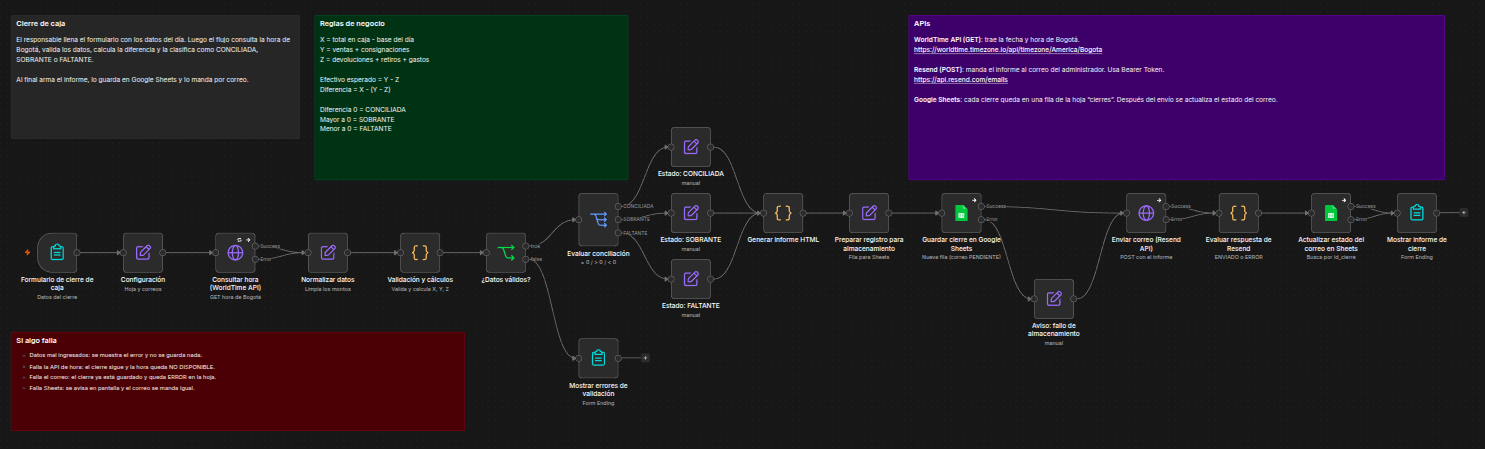 Cierre de caja
El responsable llena el formulario con los datos del día. Luego el flujo consulta la hora de
Bogotá, valida los datos, calcula la diferencia y la clasifica como CONCILIADA,
SOBRANTE o FALTANTE.
Al final arma el informe, lo guarda en Google Sheets y lo manda por correo.
Reglas de negocio
X = total en caja - base del día
Y = ventas + consignaciones
Z = devoluciones + retiros + gastos
Efectivo esperado = Y - Z
Diferencia = X - (Y - Z)
Diferencia 0 = CONCILIADA
Mayor a 0 = SOBRANTE
Menor a 0 = FALTANTE
APIs
WorldTime API (GET): trae la fecha y hora de Bogotá.
https://worldtime.timezone.io/api/timezone/America/Bogota
Resend (POST): manda el informe al correo del administrador. Usa Bearer Token.
https://api.resend.com/emails
Google Sheets: cada cierre queda en una fila de la hoja "cierres". Después del envío se actualiza el estado del correo.
Formulario de cierre de
caja
Datos del cierre
Configuración
Hoja y correos
Success
Error
Consultar hora
(WorldTime API)
GET hora de Bogotá
Normalizar datos
Limpia los montos
Validación y cálculos
Valida y calcula X, Y, Z
true
false
¿Datos válidos?
CONCILIADA
SOBRANTE
FALTANTE
Evaluar conciliación
= 0 / > 0 / < 0
Estado: CONCILIADA
manual
Estado: SOBRANTE
manual
Estado: FALTANTE
manual
Mostrar errores de
validación
Form Ending
Generar informe HTML
Preparar registro para
almacenamiento
Fila para Sheets
Success
Error
Guardar cierre en Google
Sheets
Nueva fila (correo PENDIENTE)
Aviso: fallo de
almacenamiento
manual
Success
Error
Enviar correo (Resend
API)
POST con el informe
Evaluar respuesta de
Resend
ENVIADO o ERROR
Success
Error
Actualizar estado del
correo en Sheets
Busca por id_cierre
Mostrar informe de
cierre
Form Ending
Si algo falla
Datos mal ingresados: se muestra el error y no se guarda nada.
Falla la API de hora: el cierre sigue y la hora queda NO DISPONIBLE.
Falla el correo: el cierre ya está guardado y queda ERROR en la hoja.
Falla Sheets: se avisa en pantalla y el correo se manda igual.